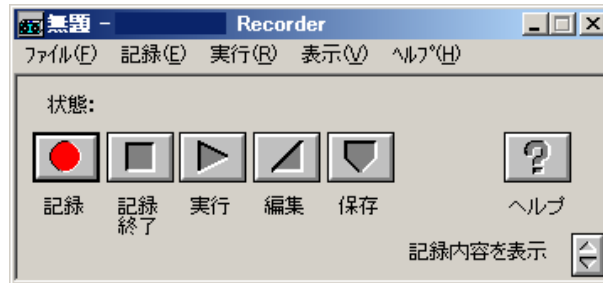 無題 - Recorder
ﾌｧｲﾙ(F) 記録(E) 実行(R) 表示(V) ﾍﾙﾌﾟ(H)
状態:
記録 記録終了 実行 編集 保存 ヘルプ
記録内容を表示